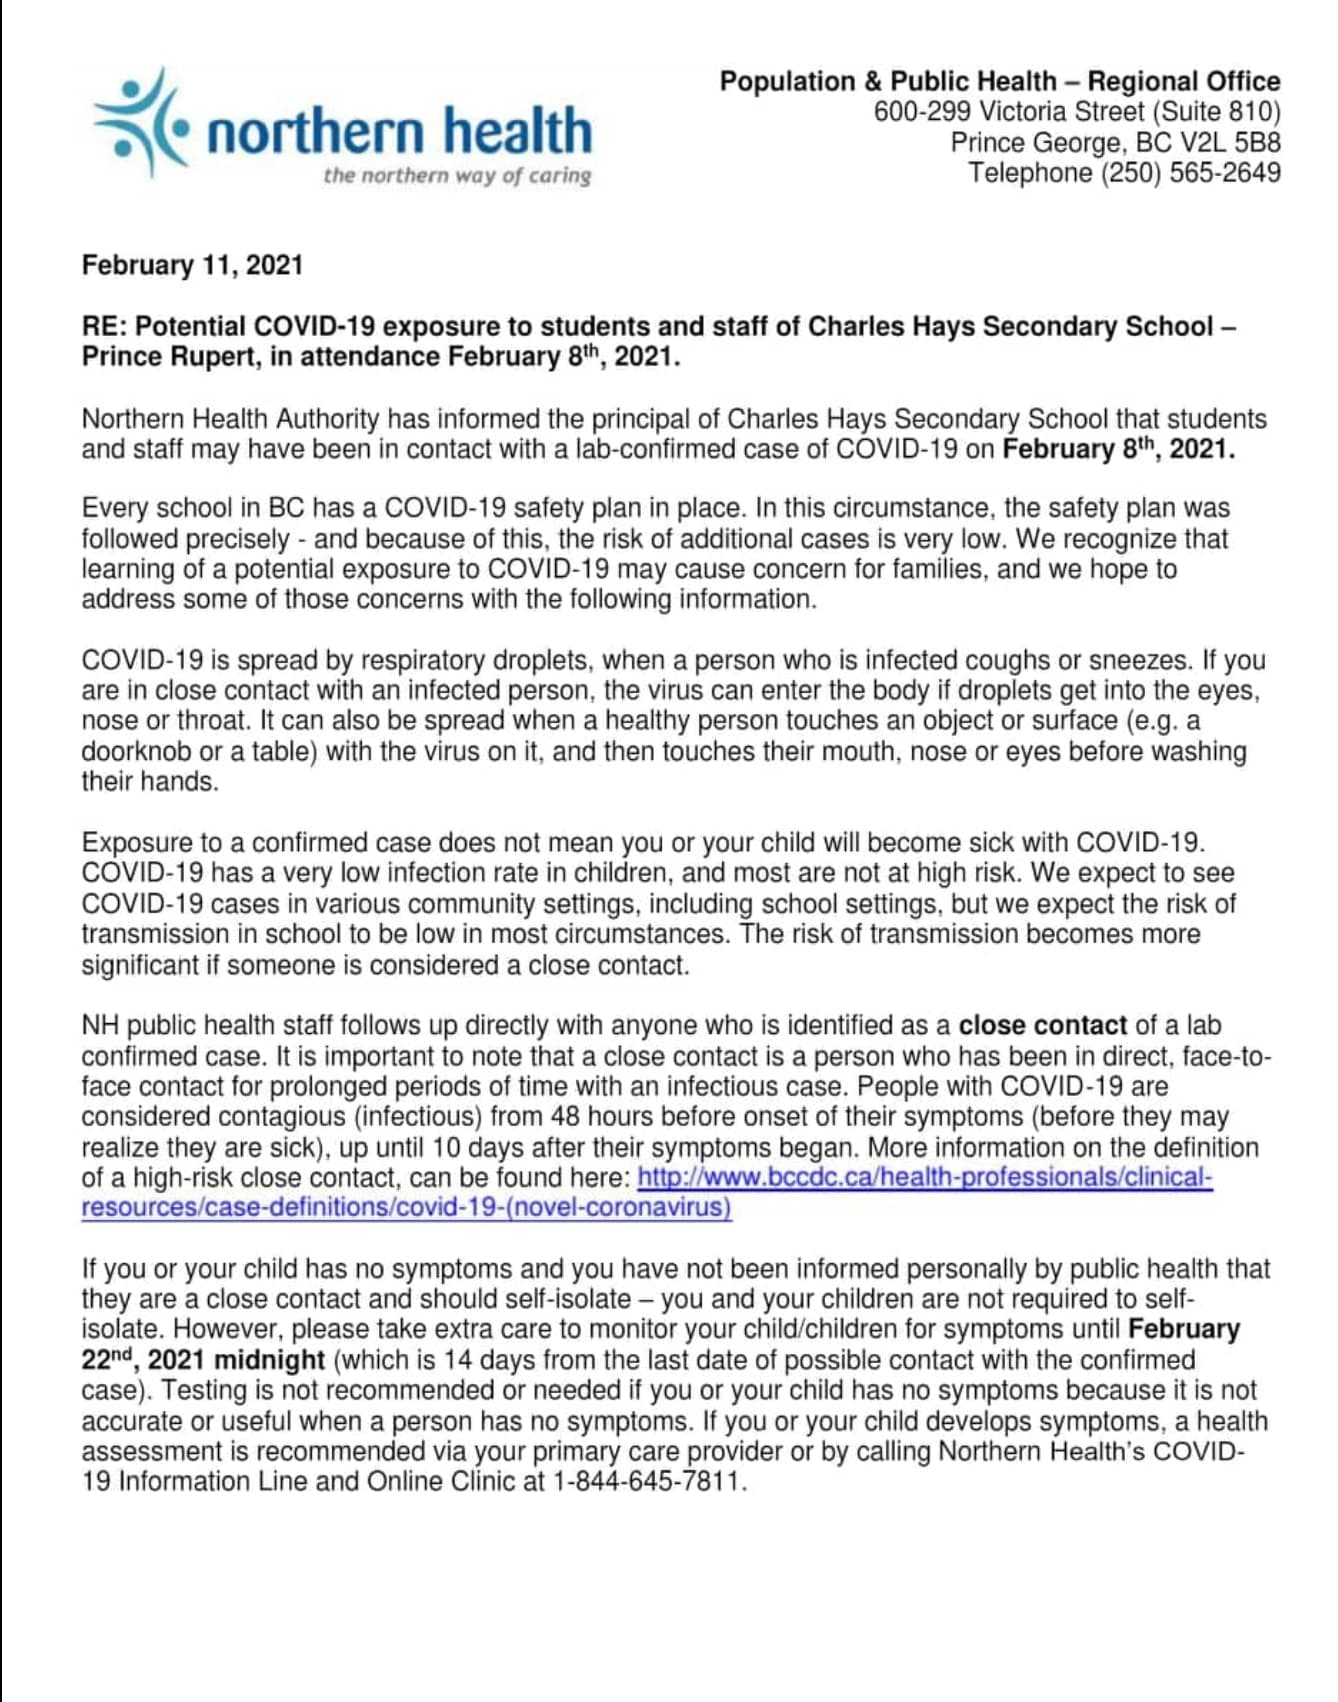 northern health
the northern way of caring
Population & Public Health – Regional Office
600-299 Victoria Street (Suite 810)
Prince George, BC V2L 5B8
Telephone (250) 565-2649
February 11, 2021
RE: Potential COVID-19 exposure to students and staff of Charles Hays Secondary School –
Prince Rupert, in attendance February 8th, 2021.
Northern Health Authority has informed the principal of Charles Hays Secondary School that students
and staff may have been in contact with a lab-confirmed case of COVID-19 on February 8th, 2021.
Every school in BC has a COVID-19 safety plan in place. In this circumstance, the safety plan was
followed precisely - and because of this, the risk of additional cases is very low. We recognize that
learning of a potential exposure to COVID-19 may cause concern for families, and we hope to
address some of those concerns with the following information.
COVID-19 is spread by respiratory droplets, when a person who is infected coughs or sneezes. If you
are in close contact with an infected person, the virus can enter the body if droplets get into the eyes,
nose or throat. It can also be spread when a healthy person touches an object or surface (e.g. a
doorknob or a table) with the virus on it, and then touches their mouth, nose or eyes before washing
their hands.
Exposure to a confirmed case does not mean you or your child will become sick with COVID-19.
COVID-19 has a very low infection rate in children, and most are not at high risk. We expect to see
COVID-19 cases in various community settings, including school settings, but we expect the risk of
transmission in school to be low in most circumstances. The risk of transmission becomes more
significant if someone is considered a close contact.
NH public health staff follows up directly with anyone who is identified as a close contact of a lab
confirmed case. It is important to note that a close contact is a person who has been in direct, face-to-
face contact for prolonged periods of time with an infectious case. People with COVID-19 are
considered contagious (infectious) from 48 hours before onset of their symptoms (before they may
realize they are sick), up until 10 days after their symptoms began. More information on the definition
of a high-risk close contact, can be found here: http://www.bccdc.ca/health-professionals/clinical-
resources/case-definitions/covid-19-(novel-coronavirus)
If you or your child has no symptoms and you have not been informed personally by public health that
they are a close contact and should self-isolate – you and your children are not required to self-
isolate. However, please take extra care to monitor your child/children for symptoms until February
22nd, 2021 midnight (which is 14 days from the last date of possible contact with the confirmed
case). Testing is not recommended or needed if you or your child has no symptoms because it is not
accurate or useful when a person has no symptoms. If you or your child develops symptoms, a health
assessment is recommended via your primary care provider or by calling Northern Health's COVID-
19 Information Line and Online Clinic at 1-844-645-7811.